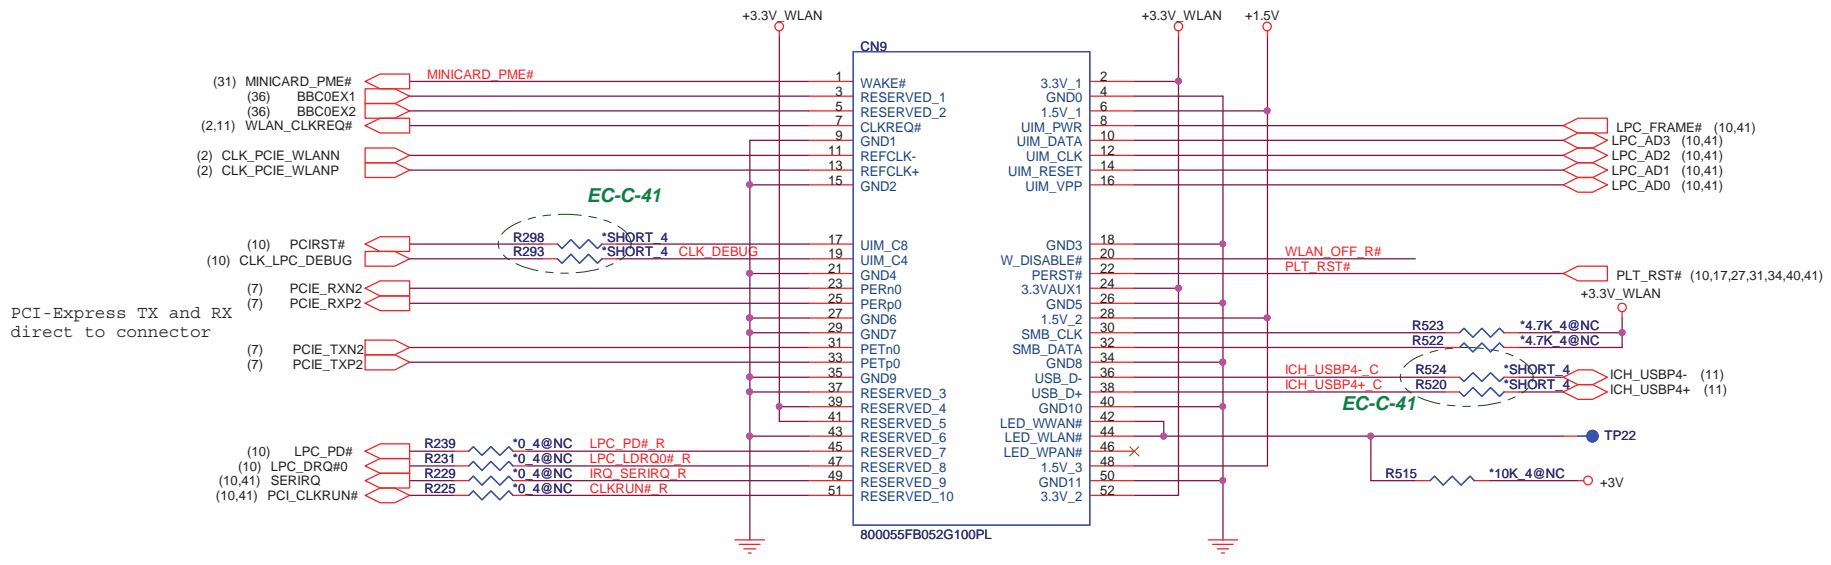 +3.3V_WLAN +3.3V_WLAN +1.5V
CN9
(31) MINICARD_PME# MINICARD_PME# 1 WAKE# 3.3V_1 2
(36) BBC0EX1 3 RESERVED_1 GND0 4
(36) BBC0EX2 5 RESERVED_2 1.5V_1 6
(2,11) WLAN_CLKREQ# 7 CLKREQ# UIM_PWR 8 LPC_FRAME# (10,41)
9 GND1 UIM_DATA 10 LPC_AD3 (10,41)
(2) CLK_PCIE_WLANN 11 REFCLK- UIM_CLK 12 LPC_AD2 (10,41)
(2) CLK_PCIE_WLANP 13 REFCLK+ UIM_RESET 14 LPC_AD1 (10,41)
15 GND2 UIM_VPP 16 LPC_AD0 (10,41)
EC-C-41
(10) PCIRST# R298 *SHORT_4 17 UIM_C8 GND3 18
(10) CLK_LPC_DEBUG R293 *SHORT_4 CLK_DEBUG 19 UIM_C4 W_DISABLE# 20 WLAN_OFF_R#
21 GND4 PERST# 22 PLT_RST# PLT_RST# (10,17,27,31,34,40,41)
(7) PCIE_RXN2 23 PERn0 3.3VAUX1 24
+3.3V_WLAN
(7) PCIE_RXP2 25 PERp0 GND5 26
PCI-Express TX and RX
direct to connector
27 GND6 1.5V_2 28
29 GND7 SMB_CLK 30 R523 *4.7K_4@NC
(7) PCIE_TXN2 31 PETn0 SMB_DATA 32 R522 *4.7K_4@NC
(7) PCIE_TXP2 33 PETp0 GND8 34
35 GND9 USB_D- 36 ICH_USBP4-_C R524 *SHORT_4 ICH_USBP4- (11)
37 RESERVED_3 USB_D+ 38 ICH_USBP4+_C R520 *SHORT_4 ICH_USBP4+ (11)
EC-C-41
39 RESERVED_4 GND10 40
41 RESERVED_5 LED_WWAN# 42
43 RESERVED_6 LED_WLAN# 44 TP22
(10) LPC_PD# R239 *0_4@NC LPC_PD#_R 45 RESERVED_7 LED_WPAN# 46
(10) LPC_DRQ#0 R231 *0_4@NC LPC_LDRQ0#_R 47 RESERVED_8 1.5V_3 48
(10,41) SERIRQ R229 *0_4@NC IRQ_SERIRQ_R 49 RESERVED_9 GND11 50 R515 *10K_4@NC +3V
(10,41) PCI_CLKRUN# R225 *0_4@NC CLKRUN#_R 51 RESERVED_10 3.3V_2 52
800055FB052G100PL